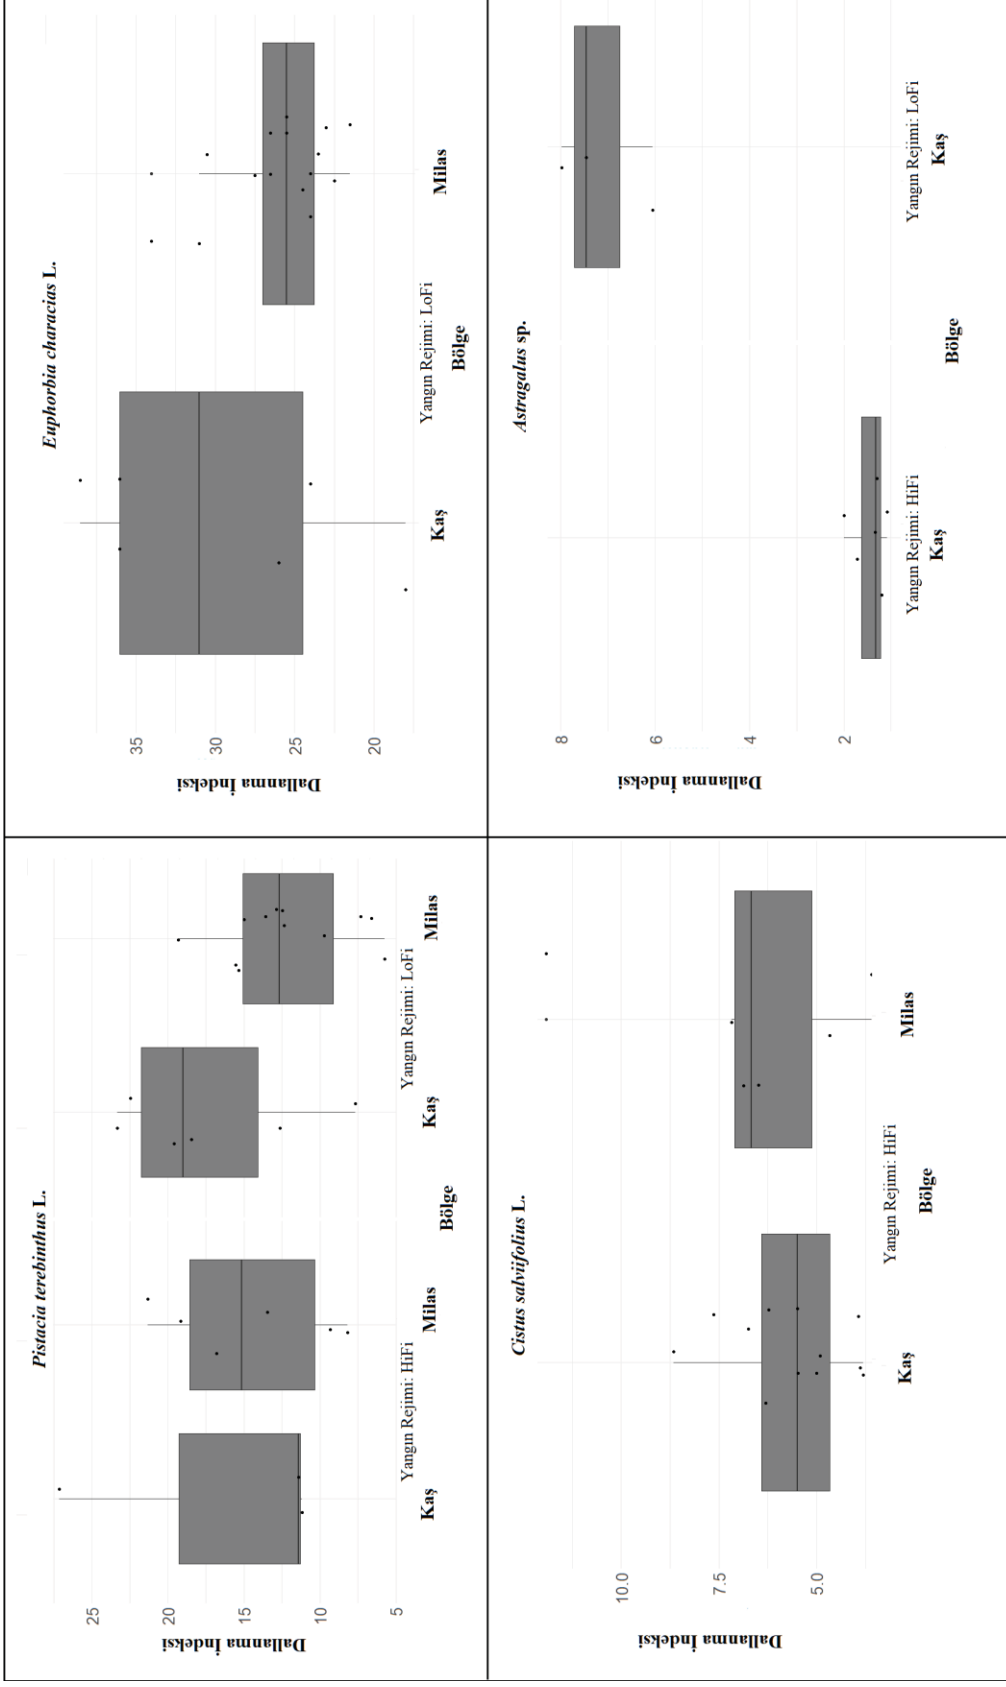 Pistacia terebinthus L.
Dallanma İndeksi
25
20
15
10
5
Yangın Rejimi: HiFi
Yangın Rejimi: LoFi
Kaş
Milas
Kaş
Milas
Bölge
Euphorbia characias L.
Dallanma İndeksi
35
30
25
20
Yangın Rejimi: LoFi
Kaş
Milas
Bölge
Cistus salviifolius L.
Dallanma İndeksi
10.0
7.5
5.0
Yangın Rejimi: HiFi
Kaş
Milas
Bölge
Astragalus sp.
Dallanma İndeksi
8
6
4
2
Yangın Rejimi: HiFi
Yangın Rejimi: LoFi
Kaş
Kaş
Bölge